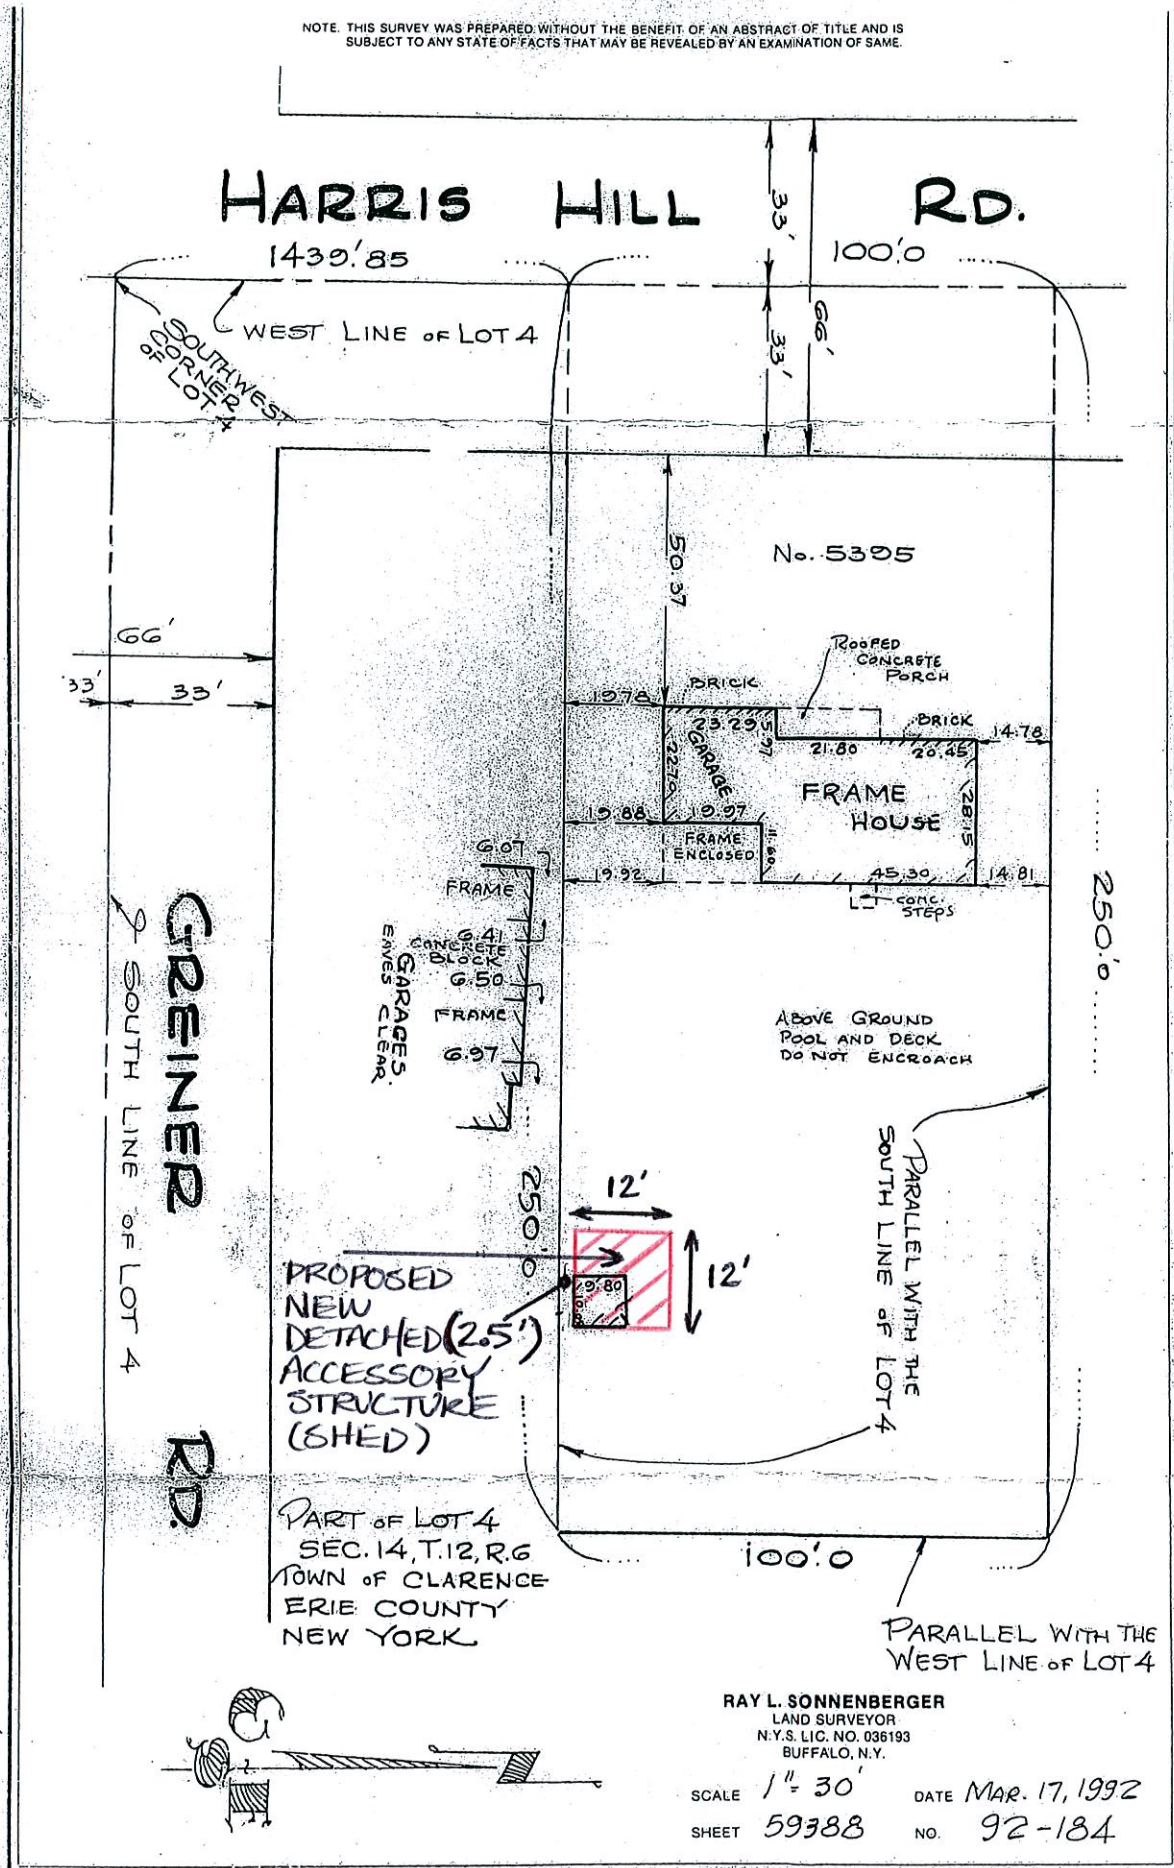 NOTE. THIS SURVEY WAS PREPARED WITHOUT THE BENEFIT OF AN ABSTRACT OF TITLE AND IS
SUBJECT TO ANY STATE OF FACTS THAT MAY BE REVEALED BY AN EXAMINATION OF SAME.
HARRIS HILL RD.
1439.'85
100.'0
33'
66'
33'
WEST LINE OF LOT 4
SOUTHWEST
CORNER
OF LOT 4
50.37
No. 5395
66'
33'
33'
ROOFED
CONCRETE
PORCH
19.78
BRICK
BRICK
23.29
5.97
21.80
20.45
14.78
22.70
GARAGE
FRAME
HOUSE
28.15
19.88
19.97
FRAME
ENCLOSED
11.60
19.92
45.30
14.81
CONC.
STEPS
6.07
FRAME
6.41
CONCRETE
BLOCK
6.50
FRAME
6.97
GARAGES.
EAVES CLEAR
250.'0
ABOVE GROUND
POOL AND DECK
DO NOT ENCROACH
GREINER RD.
SOUTH LINE OF LOT 4
PARALLEL WITH THE
SOUTH LINE OF LOT 4
250.'0
12'
12'
9.80
PROPOSED
NEW
DETACHED (2.5')
ACCESSORY
STRUCTURE
(SHED)
PART OF LOT 4
SEC. 14, T.12, R.6
TOWN OF CLARENCE
ERIE COUNTY
NEW YORK
100.'0
PARALLEL WITH THE
WEST LINE OF LOT 4
RAY L. SONNENBERGER
LAND SURVEYOR
N.Y.S. LIC. NO. 036193
BUFFALO, N.Y.
SCALE 1"= 30'
DATE MAR. 17, 1992
SHEET 59388
NO. 92-184